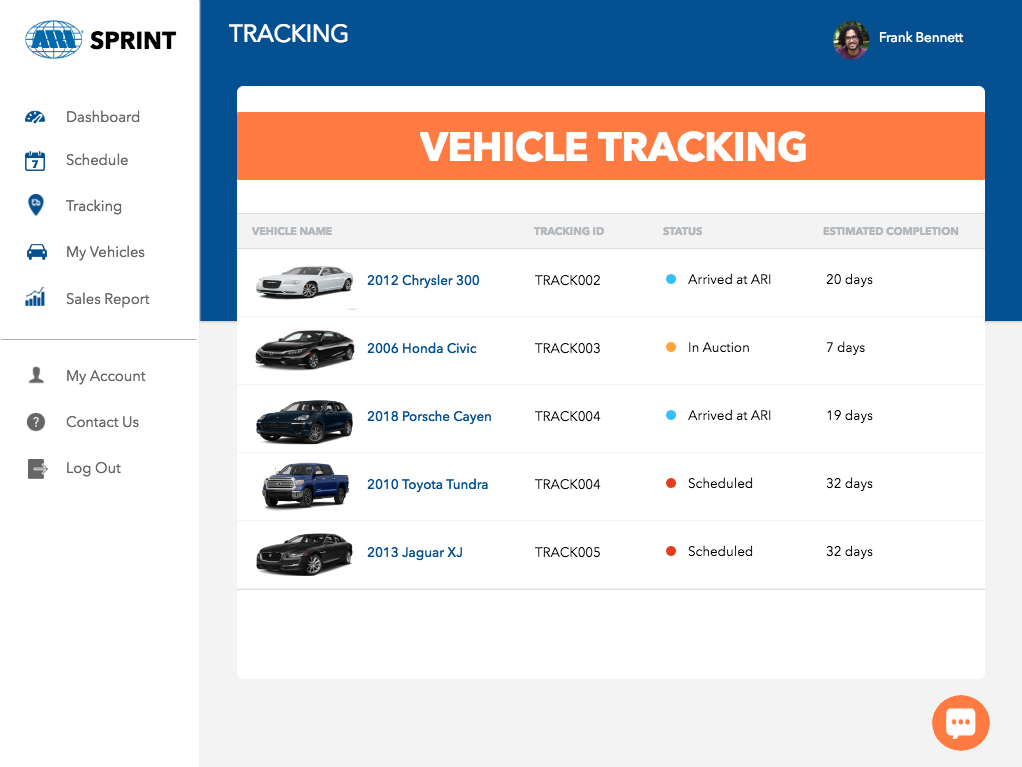 ARI SPRINT
TRACKING
Frank Bennett
Dashboard
7 Schedule
Tracking
My Vehicles
Sales Report
My Account
? Contact Us
Log Out
VEHICLE TRACKING
VEHICLE NAME TRACKING ID STATUS ESTIMATED COMPLETION
2012 Chrysler 300 TRACK002 Arrived at ARI 20 days
2006 Honda Civic TRACK003 In Auction 7 days
2018 Porsche Cayen TRACK004 Arrived at ARI 19 days
2010 Toyota Tundra TRACK004 Scheduled 32 days
2013 Jaguar XJ TRACK005 Scheduled 32 days